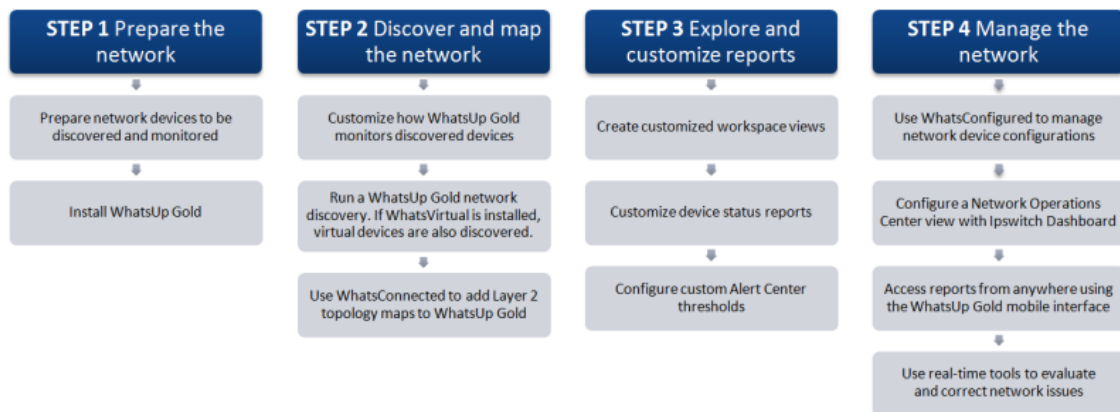 STEP 1 Prepare the
network
Prepare network devices to be
discovered and monitored
Install WhatsUp Gold
STEP 2 Discover and map
the network
Customize how WhatsUp Gold
monitors discovered devices
Run a WhatsUp Gold network
discovery. If WhatsVirtual is installed,
virtual devices are also discovered.
Use WhatsConnected to add Layer 2
topology maps to WhatsUp Gold
STEP 3 Explore and
customize reports
Create customized workspace views
Customize device status reports
Configure custom Alert Center
thresholds
STEP 4 Manage the
network
Use WhatsConfigured to manage
network device configurations
Configure a Network Operations
Center view with Ipswitch Dashboard
Access reports from anywhere using
the WhatsUp Gold mobile interface
Use real-time tools to evaluate
and correct network issues